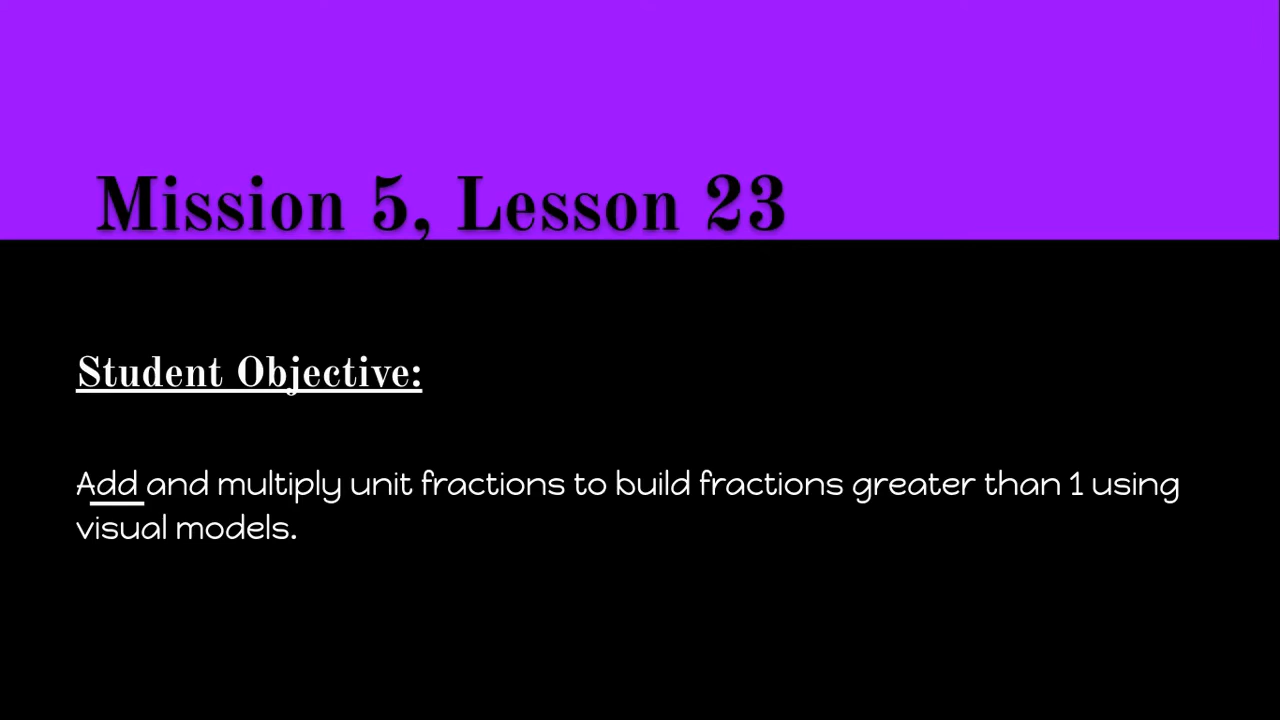 Mission 5, Lesson 23
Student Objective:
Add and multiply unit fractions to build fractions greater than 1 using
visual models.